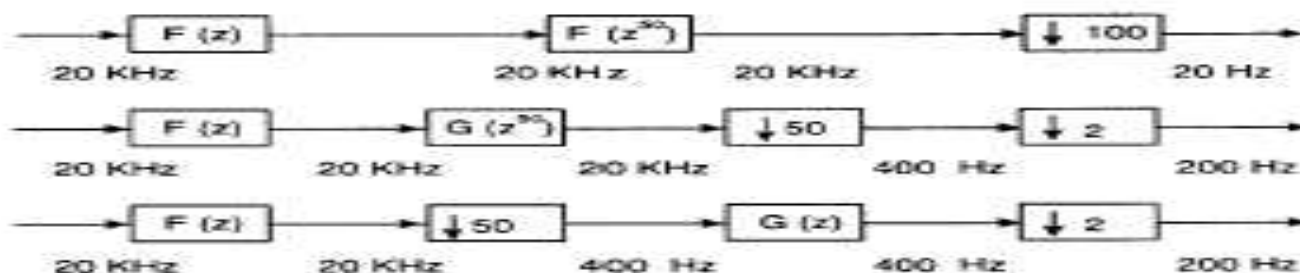 F (z) F (z⁵⁰) ↓ 100
20 KHz 20 KHz 20 KHz 20 Hz
F (z) G (z⁵⁰) ↓ 50 ↓ 2
20 KHz 20 KHz 20 KHz 400 Hz 200 Hz
F (z) ↓ 50 G (z) ↓ 2
20 KHz 20 KHz 400 Hz 400 Hz 200 Hz